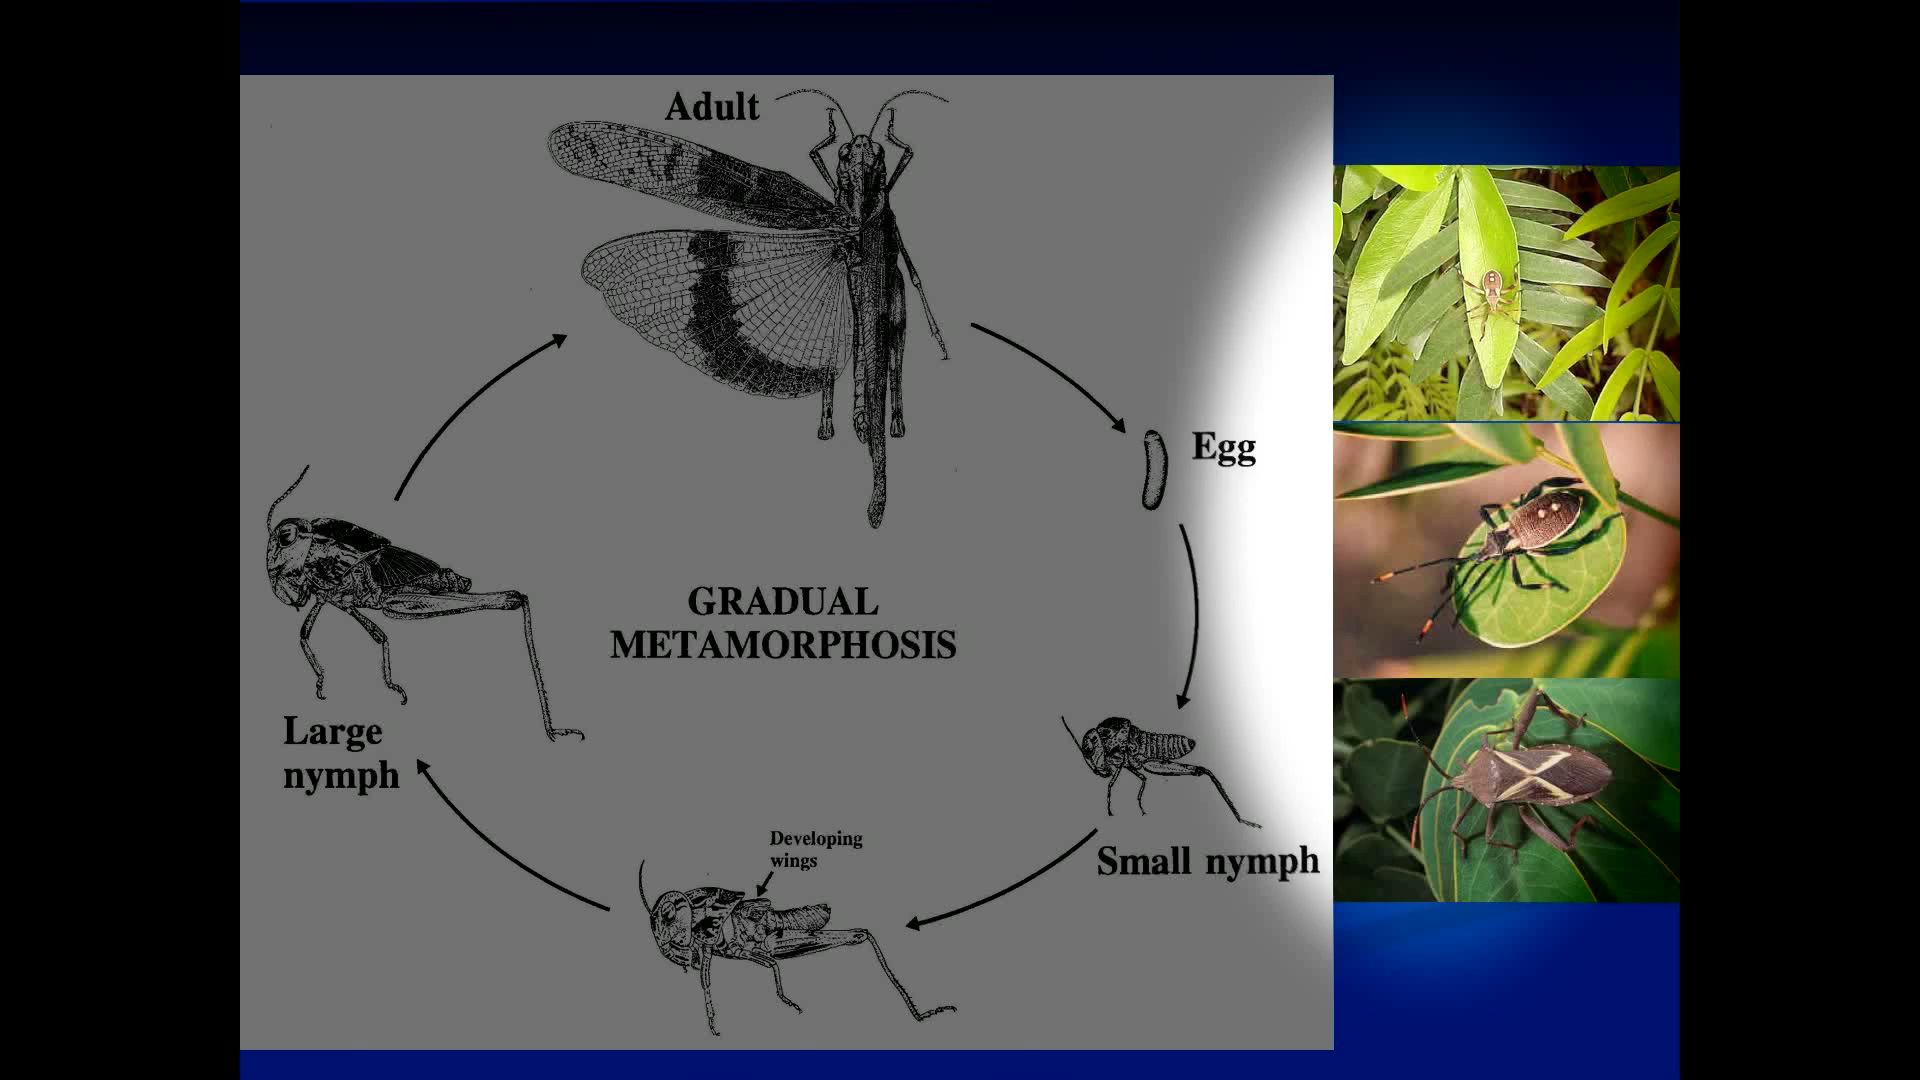 Adult
Egg
GRADUAL
METAMORPHOSIS
Large
nymph
Developing
wings
Small nymph